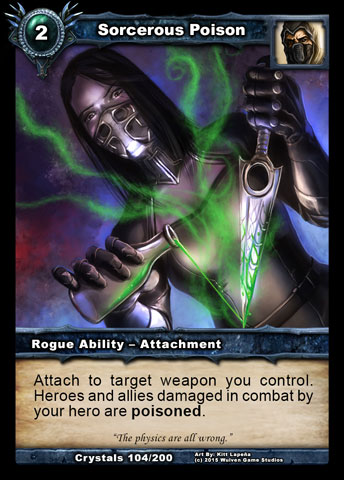 2
Sorcerous Poison
Rogue Ability – Attachment
Attach to target weapon you control.
Heroes and allies damaged in combat by
your hero are poisoned.
"The physics are all wrong."
Crystals 104/200
Art By: Kitt Lapeña
(c) 2015 Wulven Game Studios